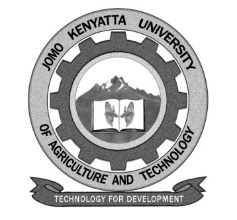 JOMO KENYATTA UNIVERSITY
OF AGRICULTURE AND TECHNOLOGY
TECHNOLOGY FOR DEVELOPMENT